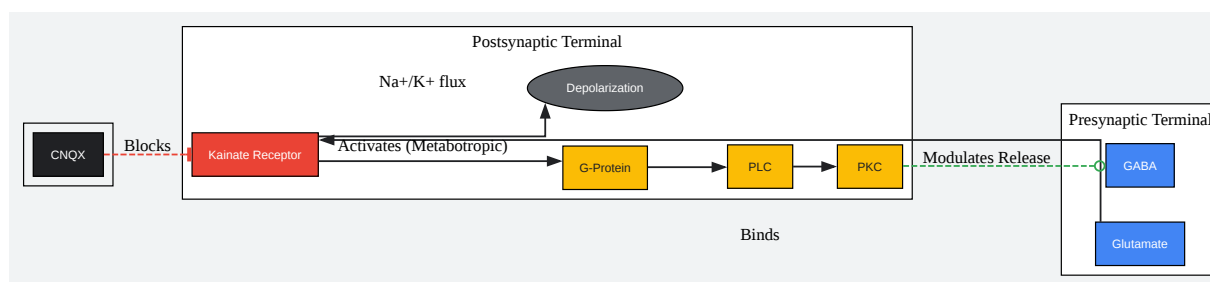 Postsynaptic Terminal
Na+/K+ flux
Depolarization
Presynaptic Terminal
CNQX
Blocks
Kainate Receptor
Activates (Metabotropic)
G-Protein
PLC
PKC
Modulates Release
GABA
Binds
Glutamate